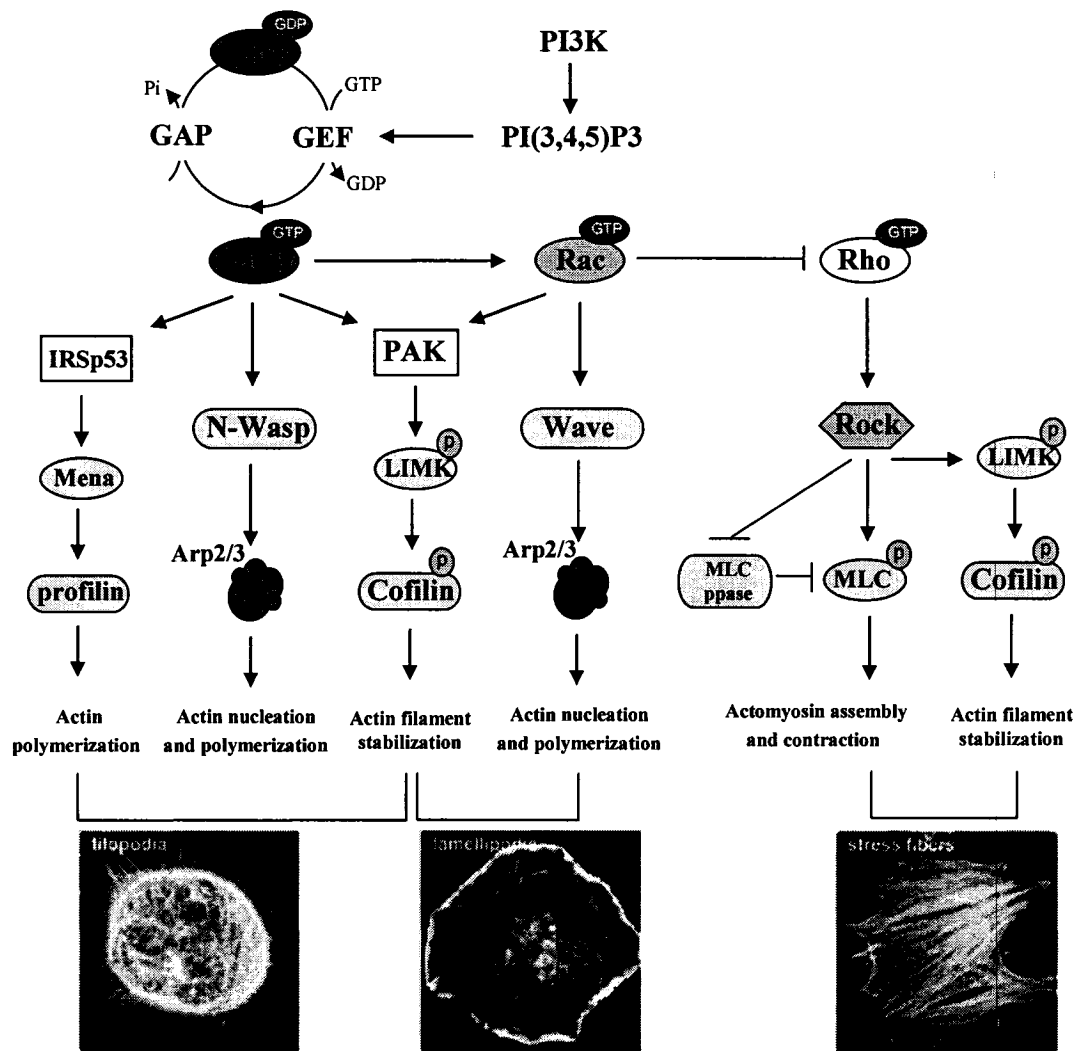 GDP
PI3K
Pi
GTP
GAP
GEF
PI(3,4,5)P3
GDP
GTP
GTP
GTP
Rac
Rho
IRSp53
PAK
N-Wasp
Wave
Rock
p
LIMK
p
LIMK
Mena
Arp2/3
Arp2/3
profilin
p
Cofilin
MLC
ppase
p
MLC
p
Cofilin
Actin
polymerization
Actin nucleation
and polymerization
Actin filament
stabilization
Actin nucleation
and polymerization
Actomyosin assembly
and contraction
Actin filament
stabilization
filopodia
lamellipodia
stress fibers